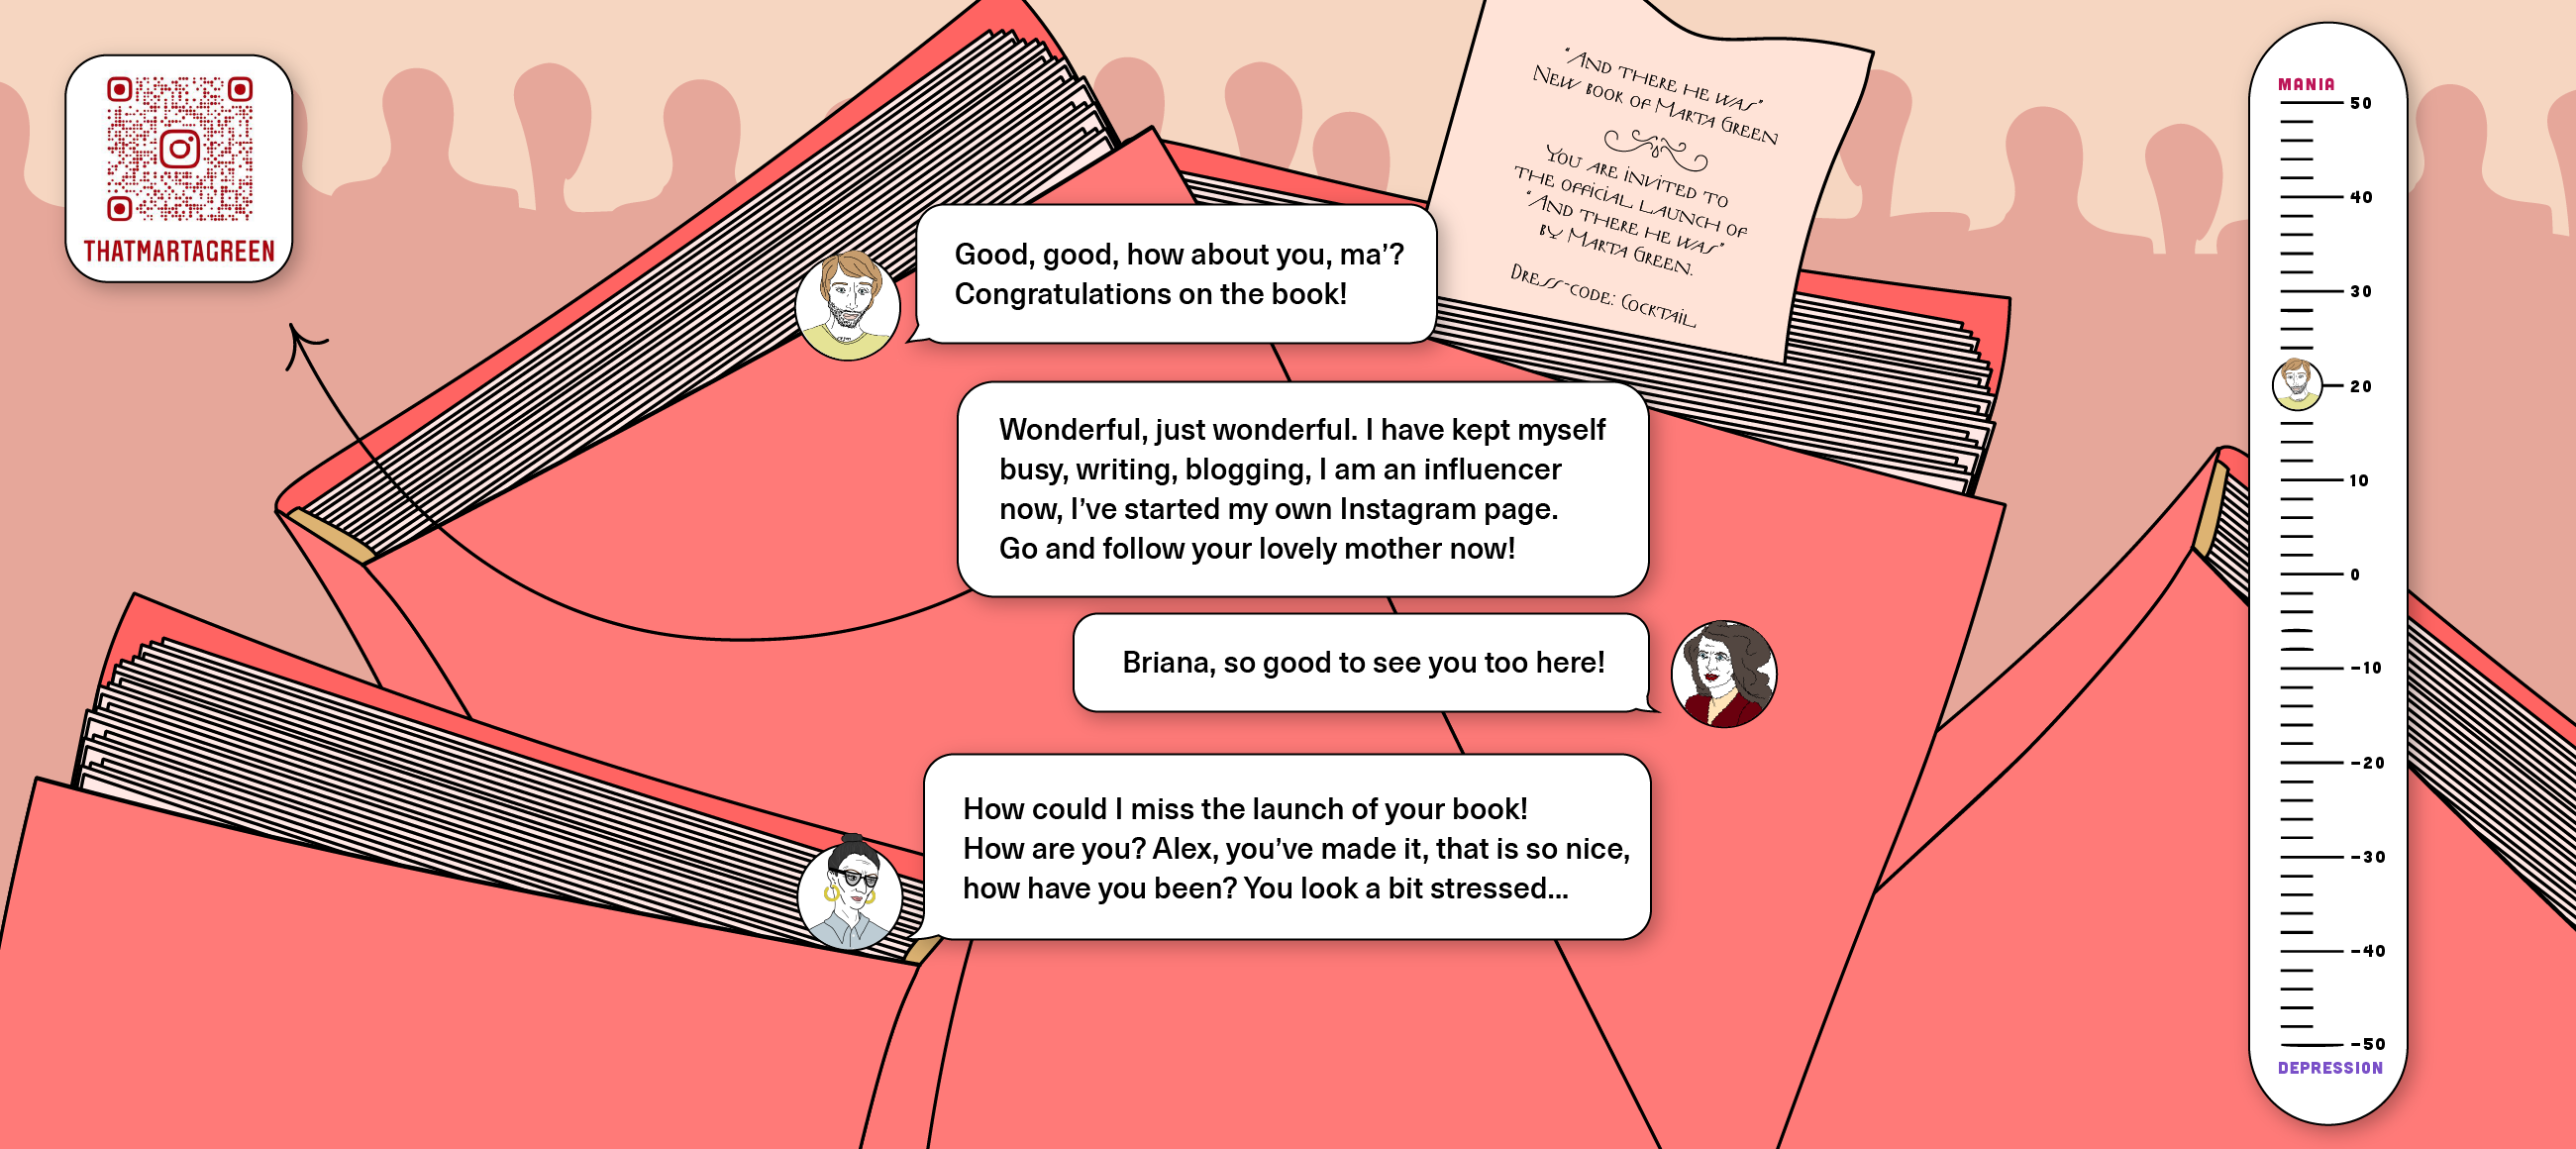 THATMARTAGREEN
"AND THERE HE WAS"
NEW BOOK OF MARTA GREEN
YOU ARE INVITED TO
THE OFFICIAL LAUNCH OF
"AND THERE HE WAS"
BY MARTA GREEN.
DRESS-CODE: COCKTAIL
Good, good, how about you, ma'?
Congratulations on the book!
Wonderful, just wonderful. I have kept myself
busy, writing, blogging, I am an influencer
now, I've started my own Instagram page.
Go and follow your lovely mother now!
Briana, so good to see you too here!
How could I miss the launch of your book!
How are you? Alex, you've made it, that is so nice,
how have you been? You look a bit stressed...
MANIA
50
40
30
20
10
0
-10
-20
-30
-40
-50
DEPRESSION